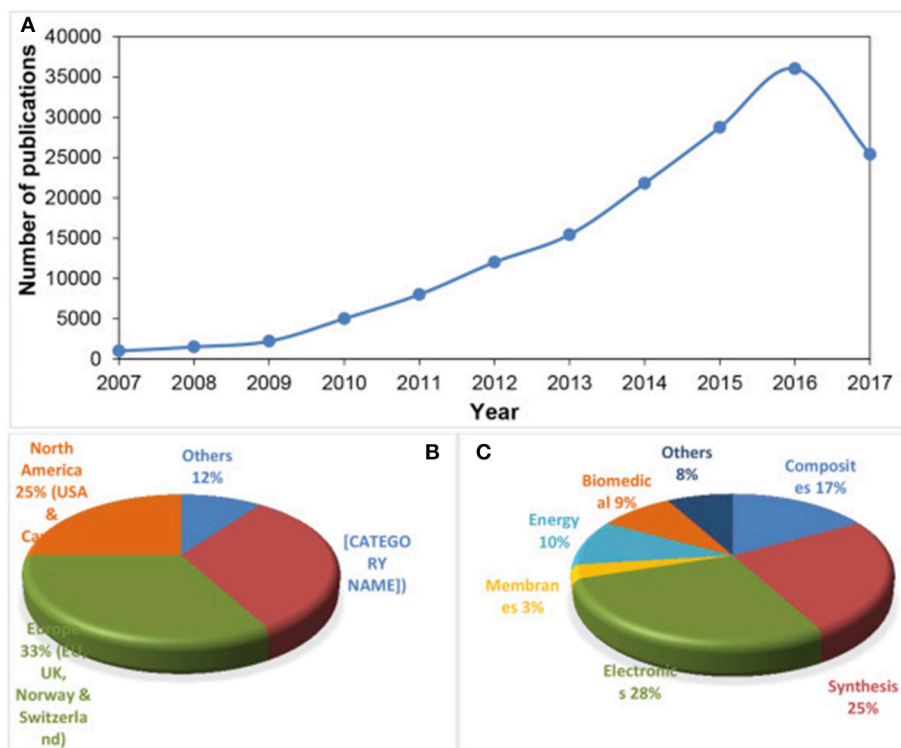 A
Number of publications
40000
35000
30000
25000
20000
15000
10000
5000
0
2007 2008 2009 2010 2011 2012 2013 2014 2015 2016 2017
Year
B
North
America
25% (USA
&
Others
12%
[CATEGO
RY
NAME])
Europe
33% (EU,
UK,
Norway &
Switzerla
nd)
C
Others
8%
Composit
es 17%
Biomedic
al 9%
Energy
10%
Membran
es 3%
Electronic
s 28%
Synthesis
25%